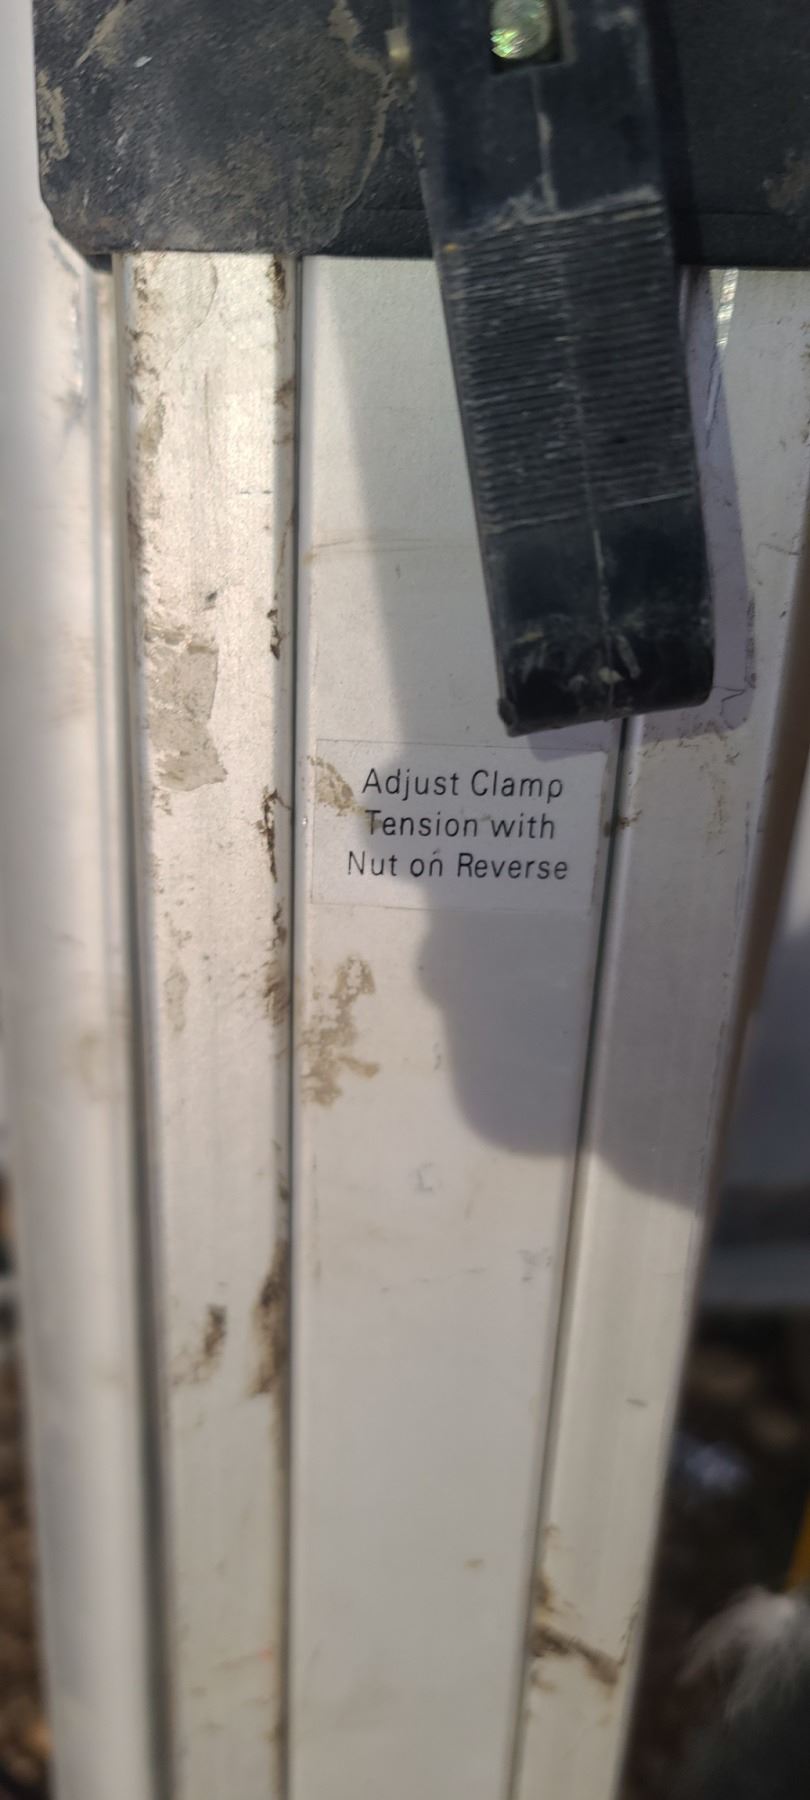 Adjust Clamp
Tension with
Nut on Reverse